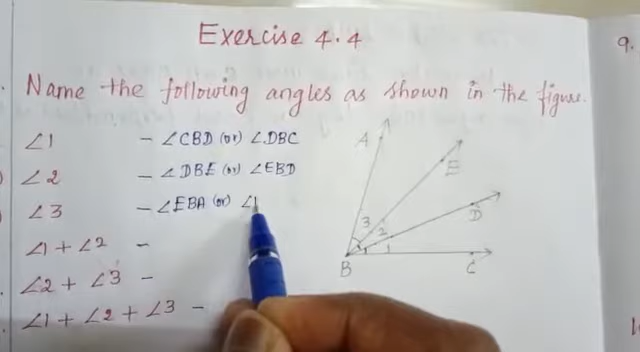 Exercise 4.4
9.
Name the following angles as shown in the figure.
∠1 - ∠CBD (or) ∠DBC
∠2 - ∠DBE (or) ∠EBD
∠3 - ∠EBA (or) ∠
∠1 + ∠2 -
∠2 + ∠3 -
∠1 + ∠2 + ∠3 -
A
E
D
3
2
1
B
C